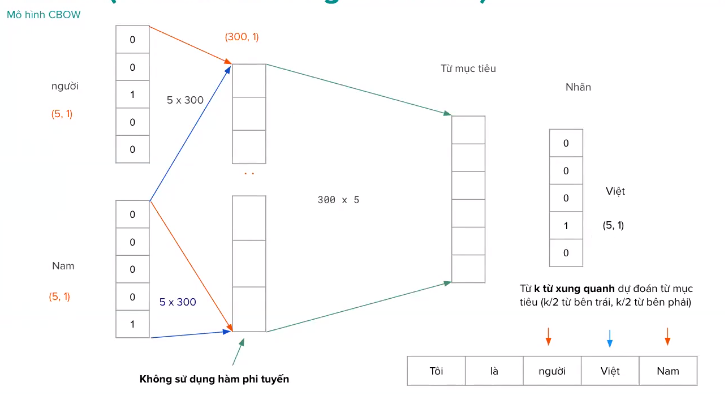 Mô hình CBOW
0
0
1
0
0
người
(5, 1)
(300, 1)
5 x 300
. .
0
0
0
0
1
Nam
(5, 1)
5 x 300
Không sử dụng hàm phi tuyến
300 x 5
Từ mục tiêu
Nhãn
0
0
0
1
0
Việt
(5, 1)
Từ k từ xung quanh dự đoán từ mục
tiêu (k/2 từ bên trái, k/2 từ bên phải)
Tôi là người Việt Nam